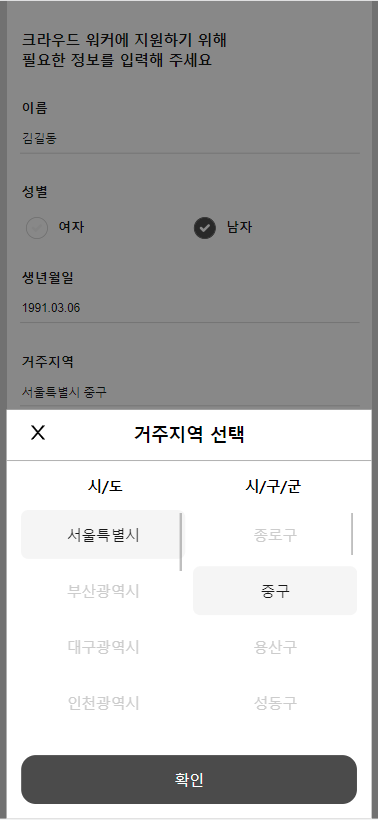 크라우드 워커에 지원하기 위해
필요한 정보를 입력해 주세요
이름
김길동
성별
여자 남자
생년월일
1991.03.06
거주지역
서울특별시 중구
거주지역 선택
시/도 시/구/군
서울특별시 종로구
부산광역시 중구
대구광역시 용산구
인천광역시 성동구
확인